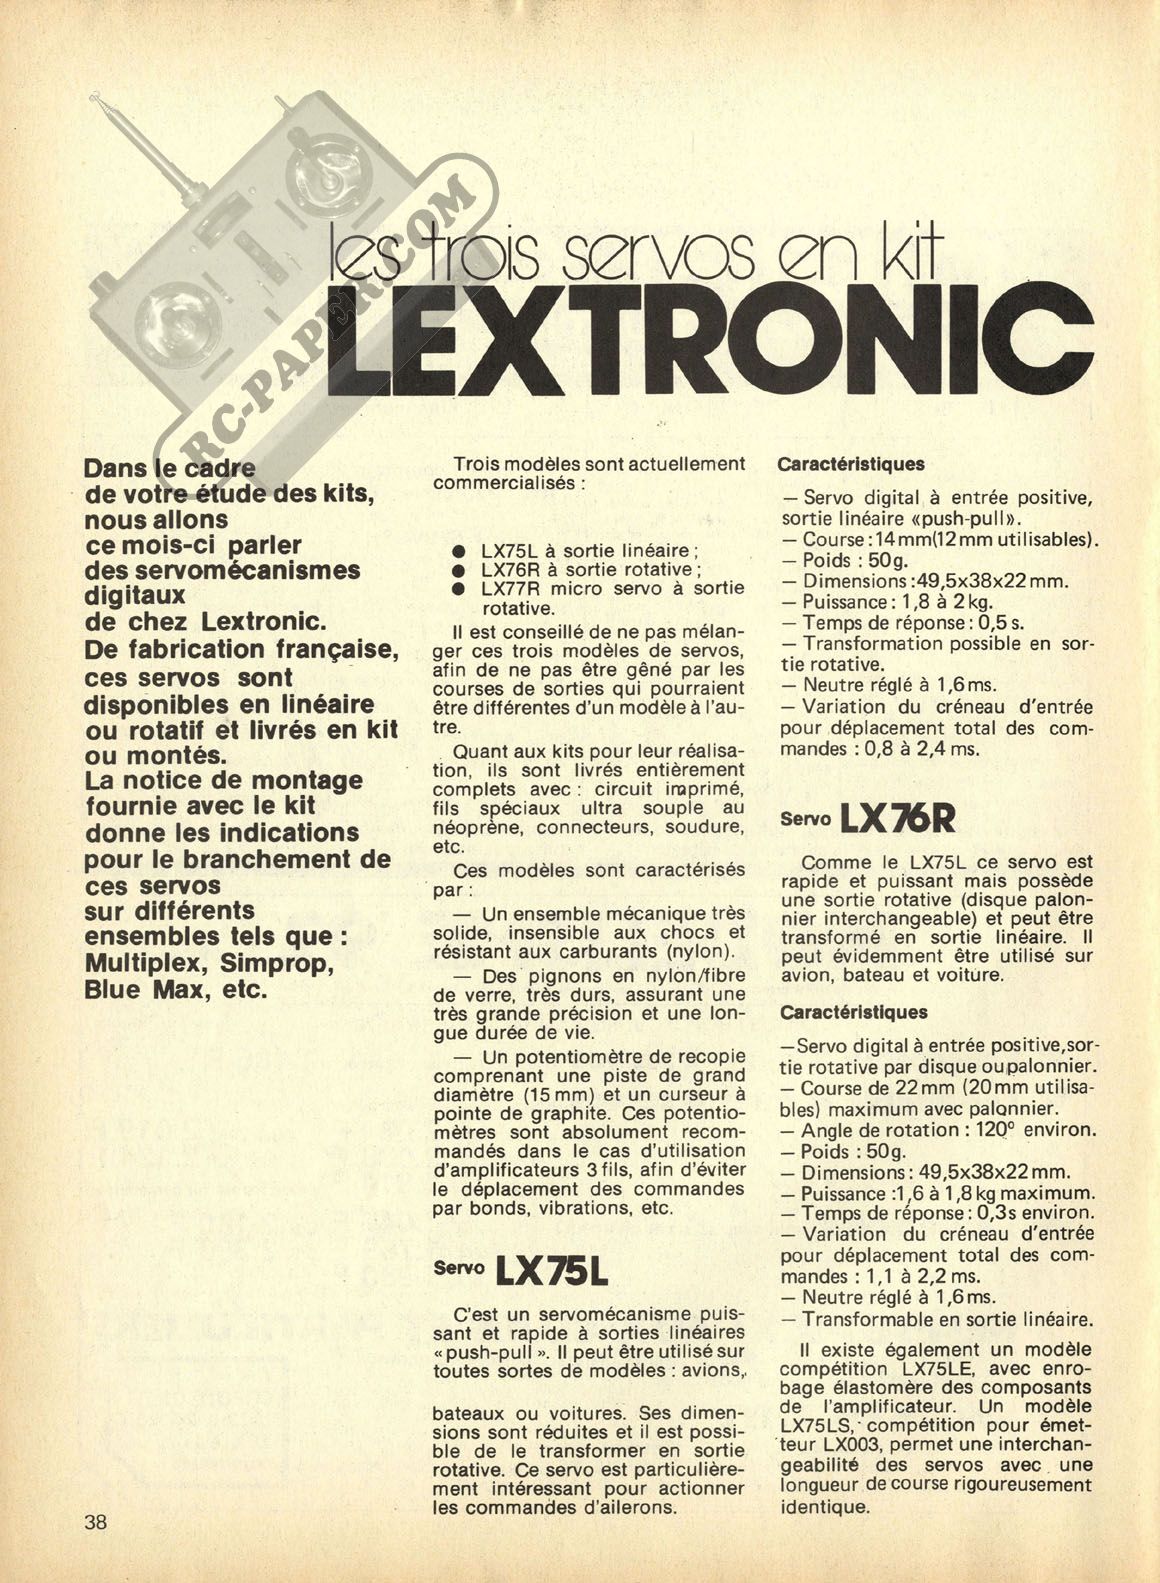 RC-PAPER.COM
les trois servos en kit
LEXTRONIC
Dans le cadre
de votre étude des kits,
nous allons
ce mois-ci parler
des servomécanismes
digitaux
de chez Lextronic.
De fabrication française,
ces servos sont
disponibles en linéaire
ou rotatif et livrés en kit
ou montés.
La notice de montage
fournie avec le kit
donne les indications
pour le branchement de
ces servos
sur différents
ensembles tels que :
Multiplex, Simprop,
Blue Max, etc.
Trois modèles sont actuellement
commercialisés :
● LX75L à sortie linéaire ;
● LX76R à sortie rotative ;
● LX77R micro servo à sortie
rotative.
Il est conseillé de ne pas mélan-
ger ces trois modèles de servos,
afin de ne pas être gêné par les
courses de sorties qui pourraient
être différentes d'un modèle à l'au-
tre.
Quant aux kits pour leur réalisa-
tion, ils sont livrés entièrement
complets avec : circuit imprimé,
fils spéciaux ultra souple au
néoprène, connecteurs, soudure,
etc.
Ces modèles sont caractérisés
par :
— Un ensemble mécanique très
solide, insensible aux chocs et
résistant aux carburants (nylon).
— Des pignons en nylon/fibre
de verre, très durs, assurant une
très grande précision et une lon-
gue durée de vie.
— Un potentiomètre de recopie
comprenant une piste de grand
diamètre (15 mm) et un curseur à
pointe de graphite. Ces potentio-
mètres sont absolument recom-
mandés dans le cas d'utilisation
d'amplificateurs 3 fils, afin d'éviter
le déplacement des commandes
par bonds, vibrations, etc.
Servo LX75L
C'est un servomécanisme puis-
sant et rapide à sorties linéaires
« push-pull ». Il peut être utilisé sur
toutes sortes de modèles : avions,
bateaux ou voitures. Ses dimen-
sions sont réduites et il est possi-
ble de le transformer en sortie
rotative. Ce servo est particulière-
ment intéressant pour actionner
les commandes d'ailerons.
Caractéristiques
— Servo digital à entrée positive,
sortie linéaire «push-pull».
— Course : 14 mm (12 mm utilisables).
— Poids : 50 g.
— Dimensions : 49,5x38x22 mm.
— Puissance : 1,8 à 2 kg.
— Temps de réponse : 0,5 s.
— Transformation possible en sor-
tie rotative.
— Neutre réglé à 1,6 ms.
— Variation du créneau d'entrée
pour déplacement total des com-
mandes : 0,8 à 2,4 ms.
Servo LX76R
Comme le LX75L ce servo est
rapide et puissant mais possède
une sortie rotative (disque palon-
nier interchangeable) et peut être
transformé en sortie linéaire. Il
peut évidemment être utilisé sur
avion, bateau et voiture.
Caractéristiques
— Servo digital à entrée positive, sor-
tie rotative par disque ou palonnier.
— Course de 22 mm (20 mm utilisa-
bles) maximum avec palonnier.
— Angle de rotation : 120° environ.
— Poids : 50 g.
— Dimensions : 49,5x38x22 mm.
— Puissance : 1,6 à 1,8 kg maximum.
— Temps de réponse : 0,3 s environ.
— Variation du créneau d'entrée
pour déplacement total des com-
mandes : 1,1 à 2,2 ms.
— Neutre réglé à 1,6 ms.
— Transformable en sortie linéaire.
Il existe également un modèle
compétition LX75LE, avec enro-
bage élastomère des composants
de l'amplificateur. Un modèle
LX75LS, compétition pour émet-
teur LX003, permet une interchan-
geabilité des servos avec une
longueur de course rigoureusement
identique.
38